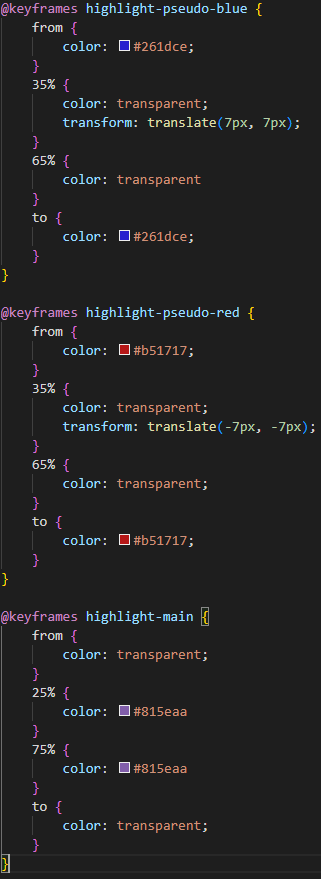 @keyframes highlight-pseudo-blue {
    from {
        color: #261dce;
    }
    35% {
        color: transparent;
        transform: translate(7px, 7px);
    }
    65% {
        color: transparent
    }
    to {
        color: #261dce;
    }
}

@keyframes highlight-pseudo-red {
    from {
        color: #b51717;
    }
    35% {
        color: transparent;
        transform: translate(-7px, -7px);
    }
    65% {
        color: transparent;
    }
    to {
        color: #b51717;
    }
}

@keyframes highlight-main {
    from {
        color: transparent;
    }
    25% {
        color: #815eaa
    }
    75% {
        color: #815eaa
    }
    to {
        color: transparent;
    }
}